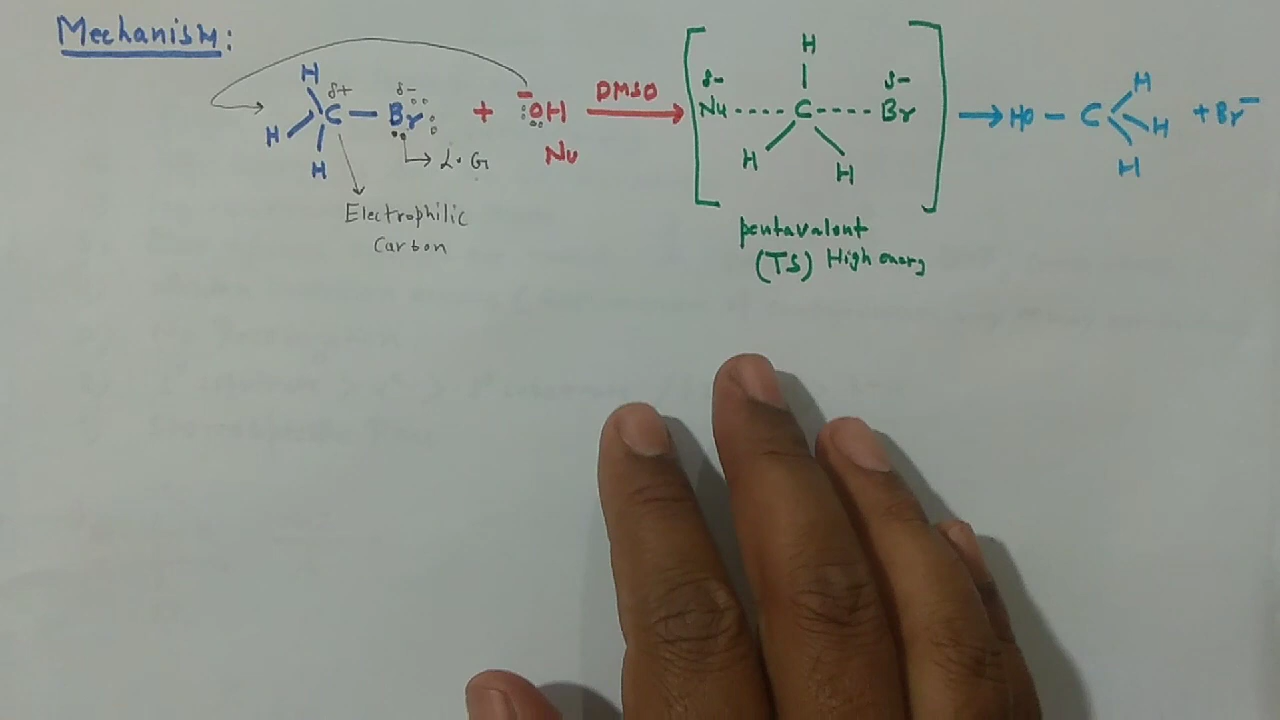 Mechanism:
H
H
H
δ+
C – Br
δ-
+
:OH
–
Nu
L.G
Electrophilic
Carbon
DMSO
δ-
Nu ---- C ---- Br
δ-
H
H
H
pentavalent
(TS) High energy
HO – C
H
H
H
+ Br –